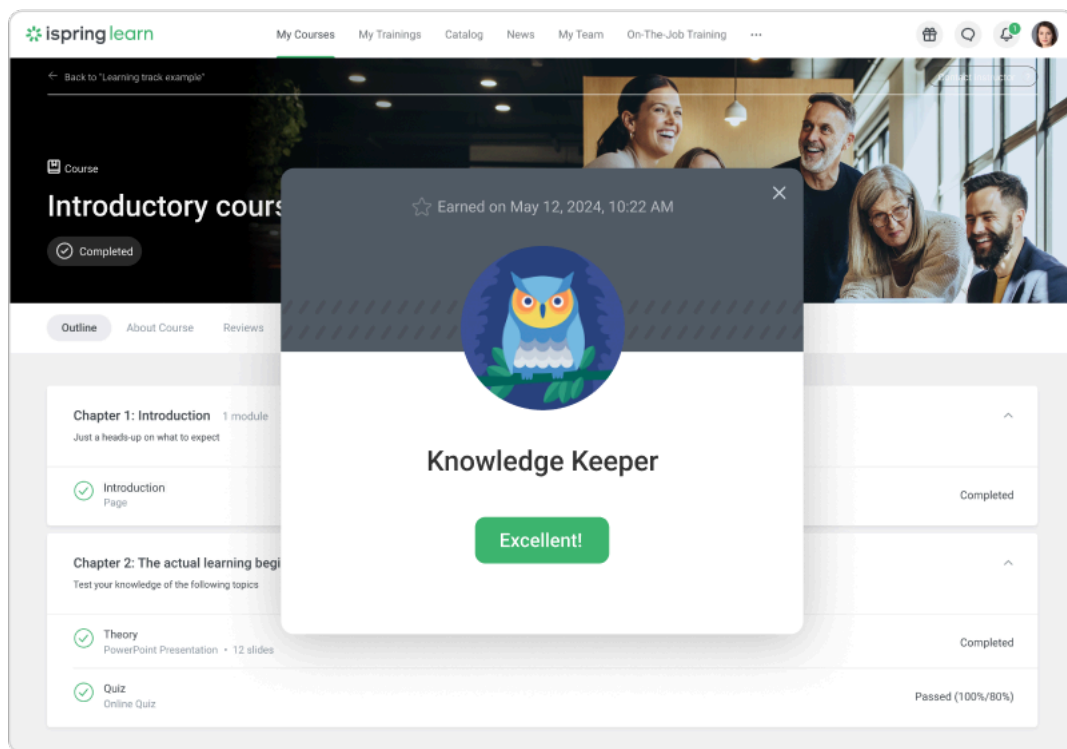 ispring learn
My Courses My Trainings Catalog News My Team On-The-Job Training ...
1
← Back to "Learning track example"
Course
Introductory cours
Completed
Outline About Course Reviews
Earned on May 12, 2024, 10:22 AM
Knowledge Keeper
Excellent!
Chapter 1: Introduction 1 module
Just a heads-up on what to expect
Introduction
Page
Completed
Chapter 2: The actual learning begi
Test your knowledge of the following topics
Theory
PowerPoint Presentation • 12 slides
Completed
Quiz
Online Quiz
Passed (100%/80%)